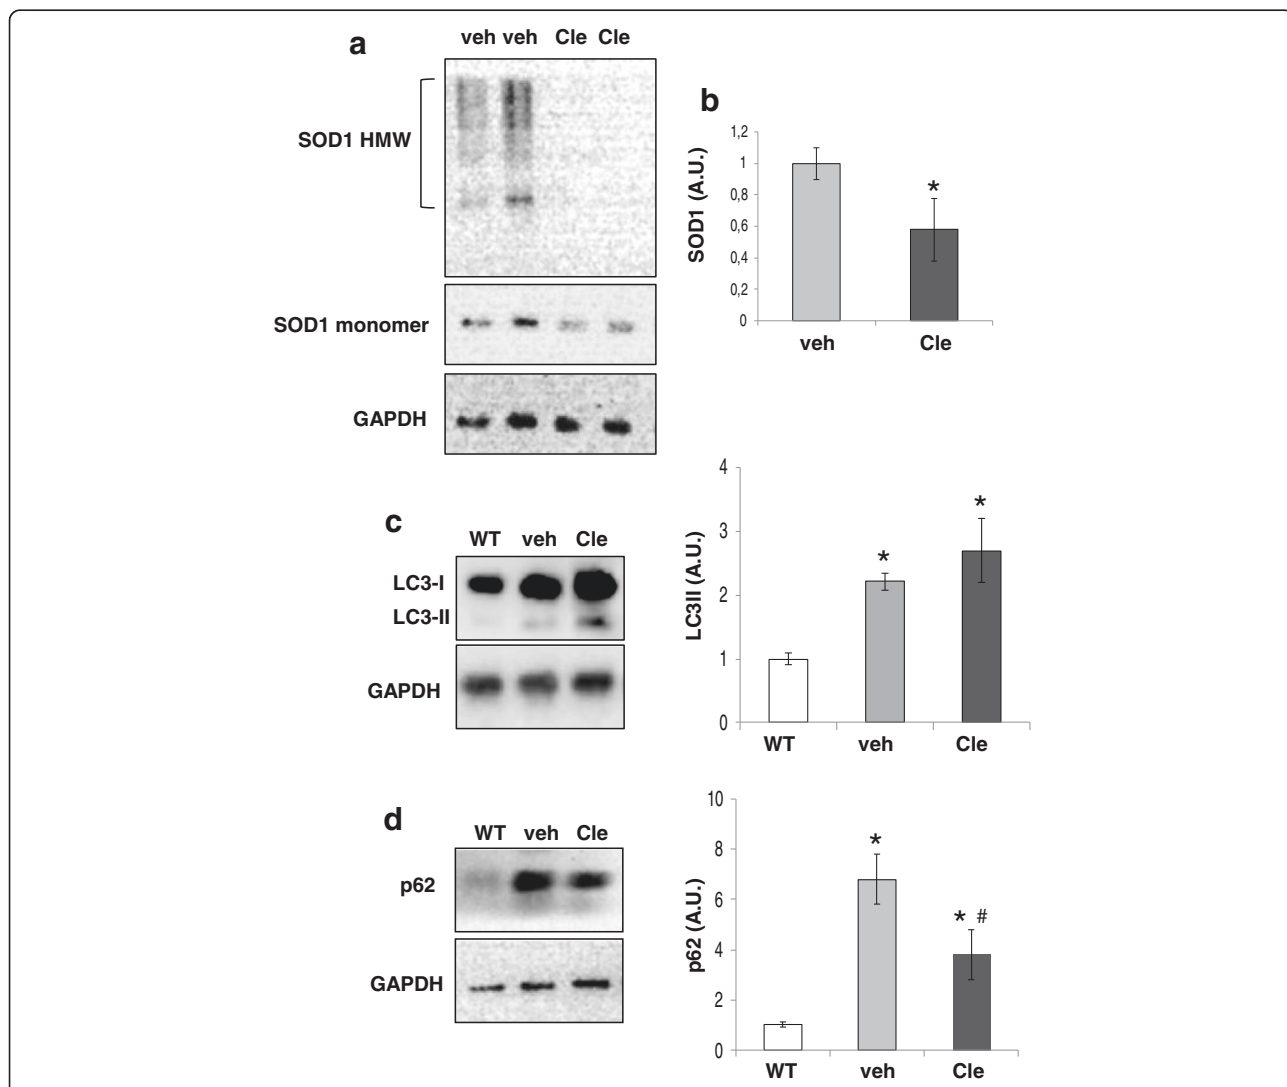 a
veh veh Cle Cle
SOD1 HMW
SOD1 monomer
GAPDH
b
SOD1 (A.U.)
1,2
1
0,8
0,6
0,4
0,2
0
*
veh Cle
c
WT veh Cle
LC3-I
LC3-II
GAPDH
LC3II (A.U.)
4
3
2
1
0
* *
WT veh Cle
d
WT veh Cle
p62
GAPDH
p62 (A.U.)
10
8
6
4
2
0
*
* #
WT veh Cle